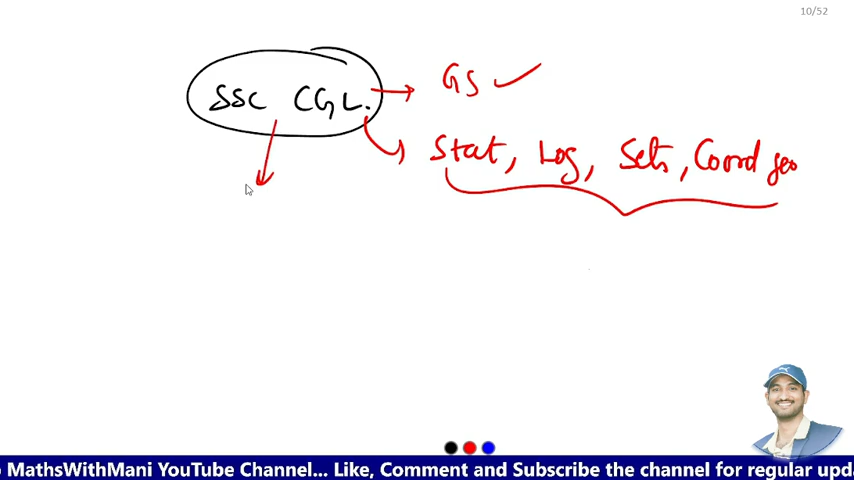 10/52
SSC CGL.
GS
Stat, Log, Sets, Coord geo
MathsWithMani YouTube Channel... Like, Comment and Subscribe the channel for regular upd